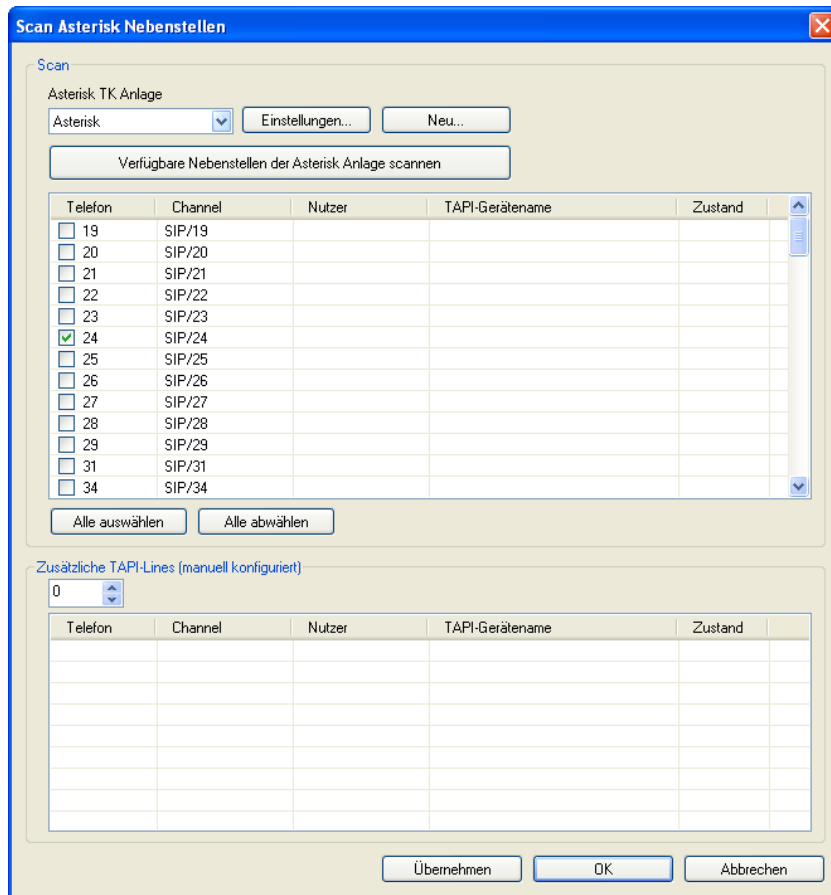 Scan Asterisk Nebenstellen
Scan
Asterisk TK Anlage
Asterisk Einstellungen... Neu...
Verfügbare Nebenstellen der Asterisk Anlage scannen
Telefon Channel Nutzer TAPI-Gerätename Zustand
19 SIP/19
20 SIP/20
21 SIP/21
22 SIP/22
23 SIP/23
24 SIP/24
25 SIP/25
26 SIP/26
27 SIP/27
28 SIP/28
29 SIP/29
31 SIP/31
34 SIP/34
Alle auswählen Alle abwählen
Zusätzliche TAPI-Lines (manuell konfiguriert)
0
Telefon Channel Nutzer TAPI-Gerätename Zustand
Übernehmen OK Abbrechen